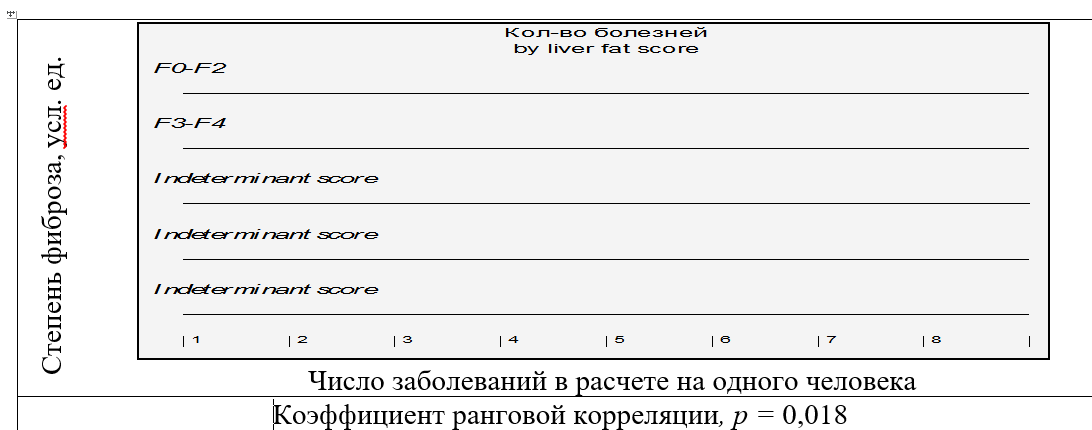 Кол-во болезней
by liver fat score
Степень фиброза, усл. ед.
F0-F2
F3-F4
Indeterminant score
Indeterminant score
Indeterminant score
1 2 3 4 5 6 7 8
Число заболеваний в расчете на одного человека
Коэффициент ранговой корреляции, p = 0,018